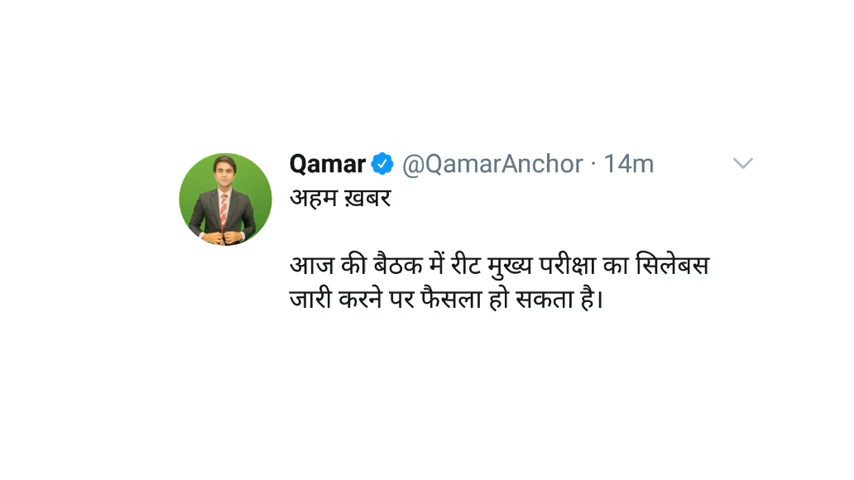 Qamar @QamarAnchor · 14m
अहम ख़बर
आज की बैठक में रीट मुख्य परीक्षा का सिलेबस
जारी करने पर फैसला हो सकता है।